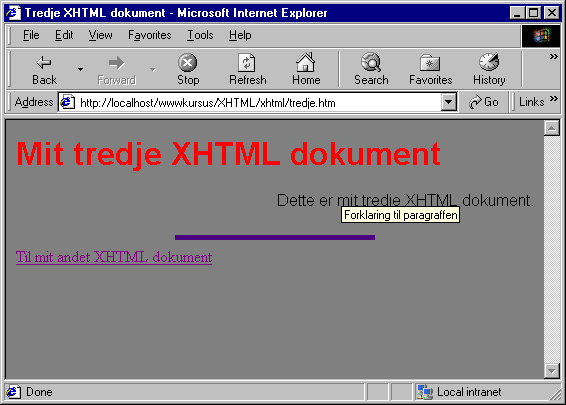 Tredje XHTML dokument - Microsoft Internet Explorer
File Edit View Favorites Tools Help »
Back Forward Stop Refresh Home Search Favorites History »
Address http://localhost/wwwkursus/XHTML/xhtml/tredje.htm Go Links »
Mit tredje XHTML dokument
Dette er mit tredje XHTML dokument.
Forklaring til paragraffen
Til mit andet XHTML dokument
Done Local intranet